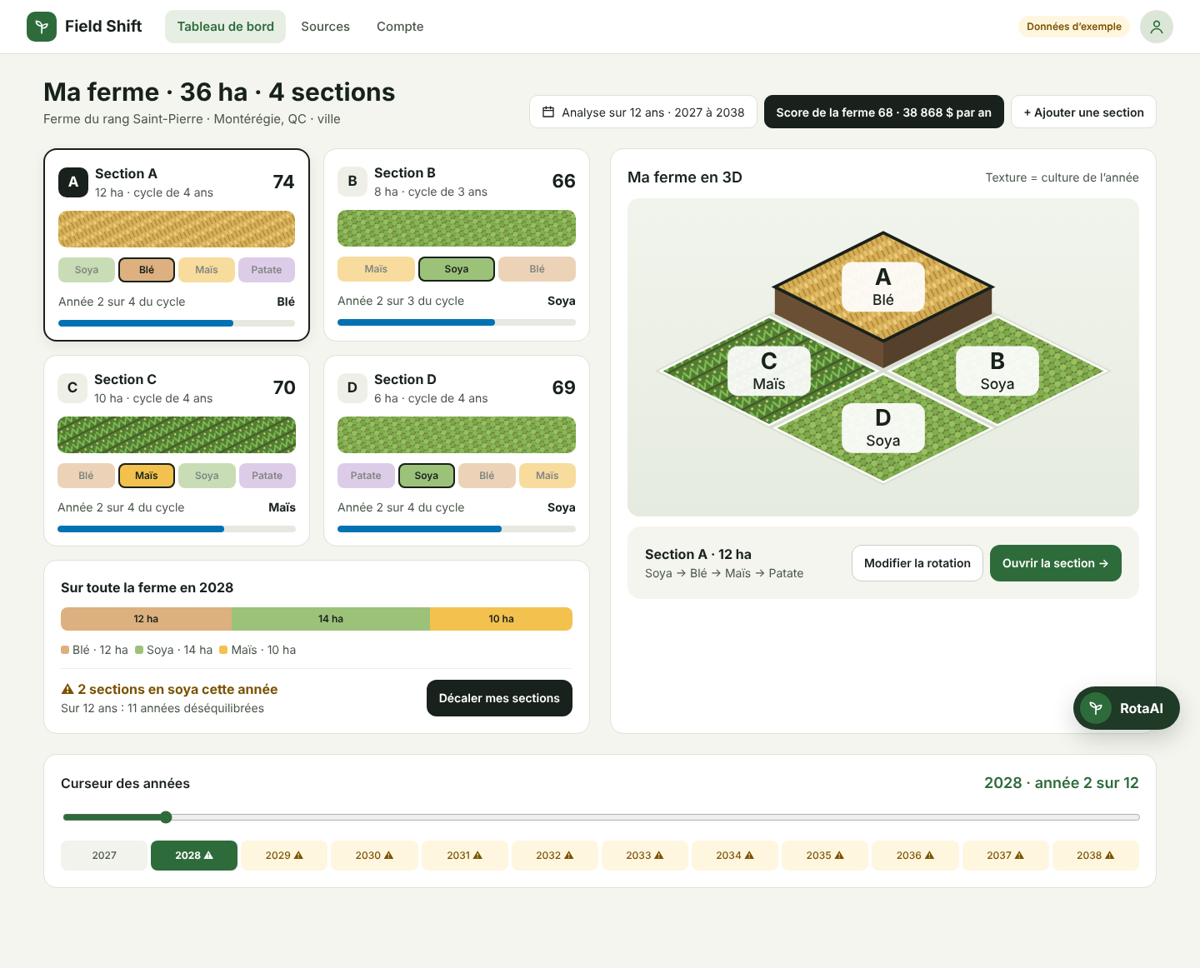 Field Shift
Tableau de bord
Sources
Compte
Données d'exemple
Ma ferme · 36 ha · 4 sections
Ferme du rang Saint-Pierre · Montérégie, QC · ville
Analyse sur 12 ans · 2027 à 2038
Score de la ferme 68 · 38 868 $ par an
+ Ajouter une section
A
Section A
12 ha · cycle de 4 ans
74
Soya
Blé
Maïs
Patate
Année 2 sur 4 du cycle
Blé
B
Section B
8 ha · cycle de 3 ans
66
Maïs
Soya
Blé
Année 2 sur 3 du cycle
Soya
C
Section C
10 ha · cycle de 4 ans
70
Blé
Maïs
Soya
Patate
Année 2 sur 4 du cycle
Maïs
D
Section D
6 ha · cycle de 4 ans
69
Patate
Soya
Blé
Maïs
Année 2 sur 4 du cycle
Soya
Sur toute la ferme en 2028
12 ha
14 ha
10 ha
Blé · 12 ha
Soya · 14 ha
Maïs · 10 ha
⚠ 2 sections en soya cette année
Sur 12 ans : 11 années déséquilibrées
Décaler mes sections
Ma ferme en 3D
Texture = culture de l'année
A
Blé
C
Maïs
B
Soya
D
Soya
Section A · 12 ha
Soya → Blé → Maïs → Patate
Modifier la rotation
Ouvrir la section →
RotaAI
Curseur des années
2028 · année 2 sur 12
2027
2028 ⚠
2029 ⚠
2030 ⚠
2031 ⚠
2032 ⚠
2033 ⚠
2034 ⚠
2035 ⚠
2036 ⚠
2037 ⚠
2038 ⚠